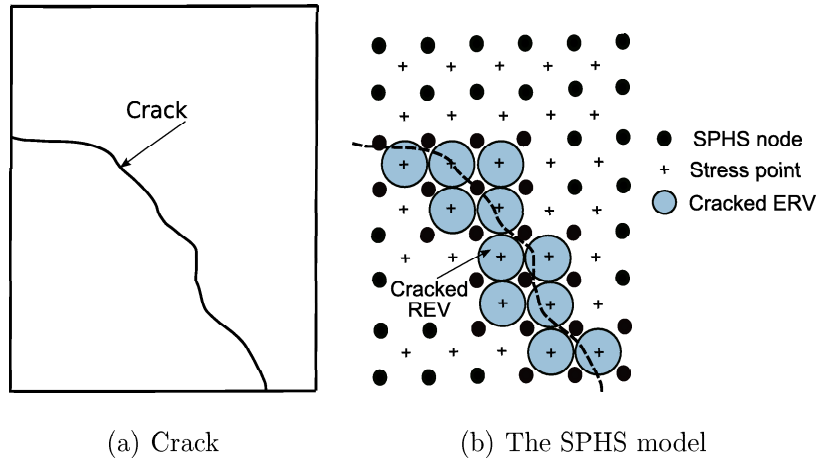 Crack
SPHS node
Stress point
Cracked ERV
Cracked
REV
(a) Crack
(b) The SPHS model